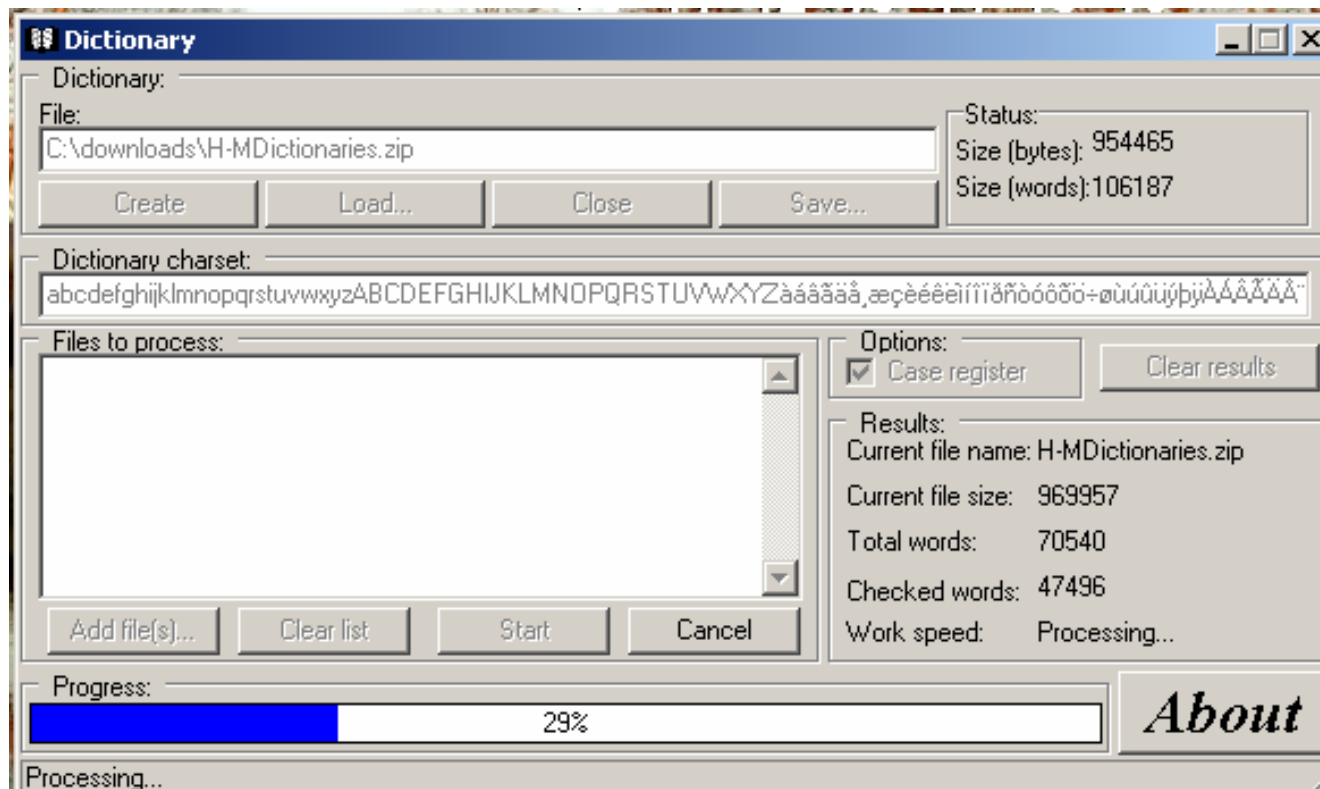 Dictionary
Dictionary:
File:
C:\downloads\H-MDictionaries.zip
Create Load... Close Save...
Status:
Size (bytes): 954465
Size (words):106187
Dictionary charset:
abcdefghijklmnopqrstuvwxyzABCDEFGHIJKLMNOPQRSTUVWXYZàáâãäå¸æçèéêëìíîïðñòóôõö÷øùúûüýþÿÀÁÂÃÄÅ¨
Files to process:
Add file(s)... Clear list Start Cancel
Options:
Case register
Clear results
Results:
Current file name: H-MDictionaries.zip
Current file size: 969957
Total words: 70540
Checked words: 47496
Work speed: Processing...
Progress:
29%
About
Processing...